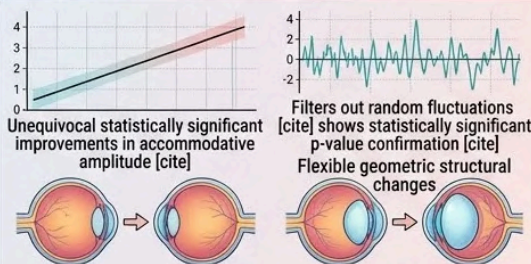 4
3
2
1
0
Unequivocal statistically significant
improvements in accommodative
amplitude [cite]
4
2
0
-2
Filters out random fluctuations
[cite] shows statistically significant
p-value confirmation [cite]
Flexible geometric structural
changes